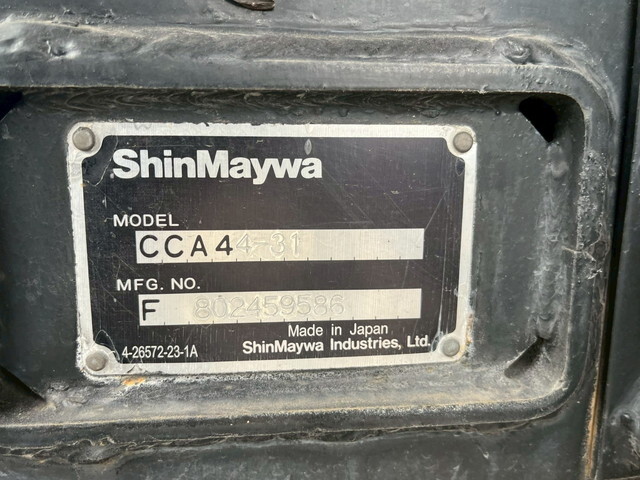 ShinMaywa
MODEL
CCA44-31
MFG. NO.
F 802459586
Made in Japan
4-26572-23-1A
ShinMaywa Industries, Ltd.